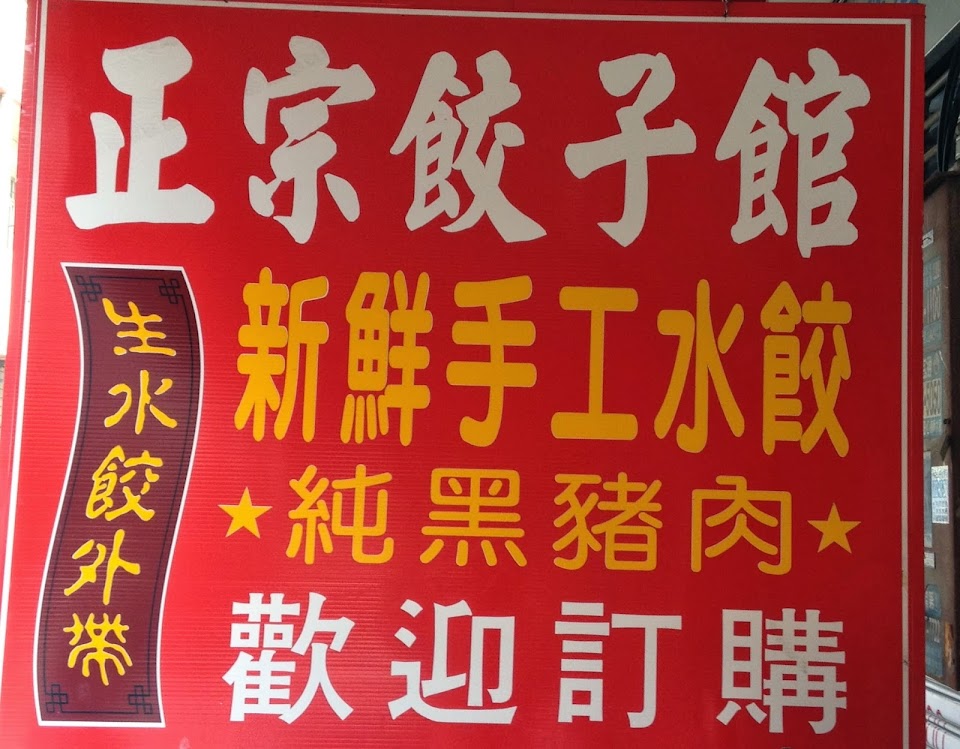 正宗餃子館
新鮮手工水餃
★純黑豬肉★
歡迎訂購
生水餃外帶